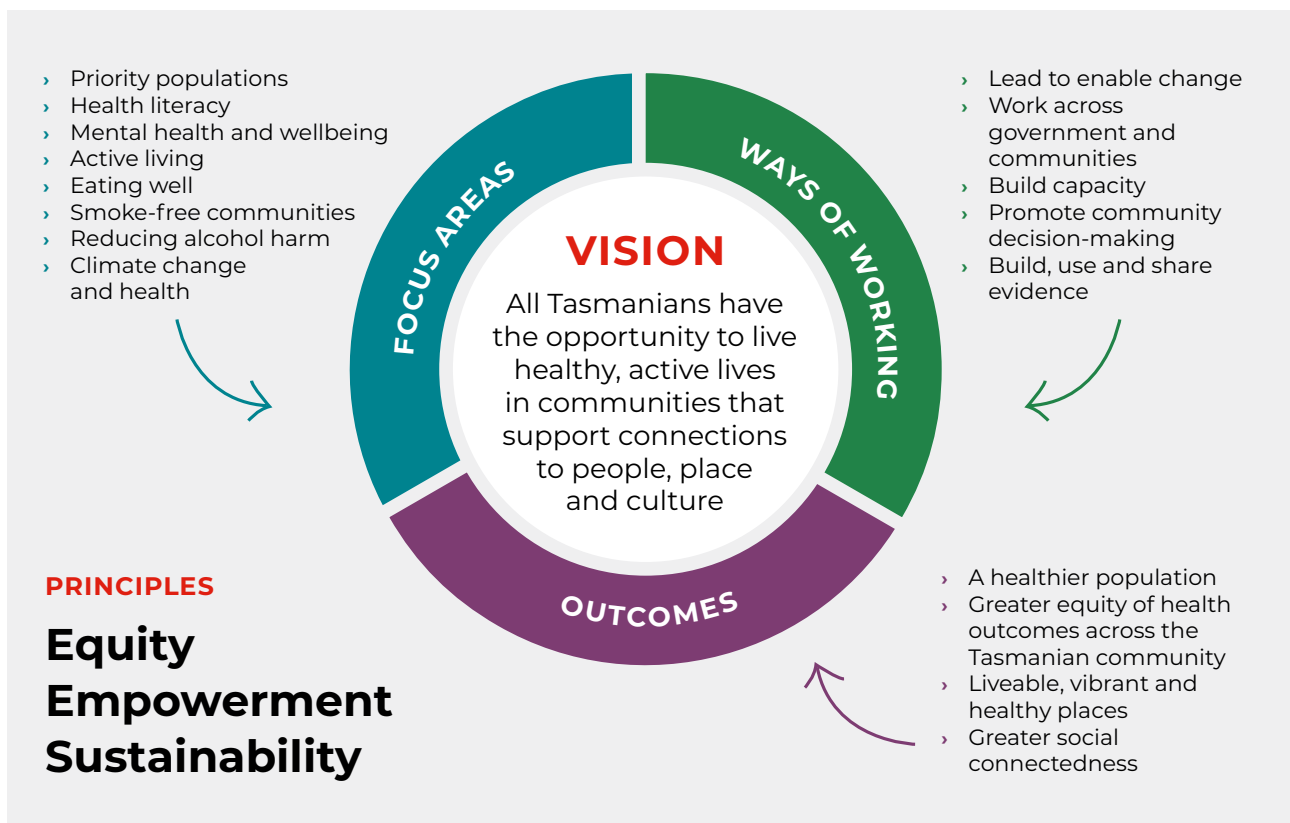 › Priority populations
› Health literacy
› Mental health and wellbeing
› Active living
› Eating well
› Smoke-free communities
› Reducing alcohol harm
› Climate change
and health
FOCUS AREAS
WAYS OF WORKING
› Lead to enable change
› Work across
government and
communities
› Build capacity
› Promote community
decision-making
› Build, use and share
evidence
VISION
All Tasmanians have
the opportunity to live
healthy, active lives
in communities that
support connections
to people, place
and culture
OUTCOMES
› A healthier population
› Greater equity of health
outcomes across the
Tasmanian community
› Liveable, vibrant and
healthy places
› Greater social
connectedness
PRINCIPLES
Equity
Empowerment
Sustainability